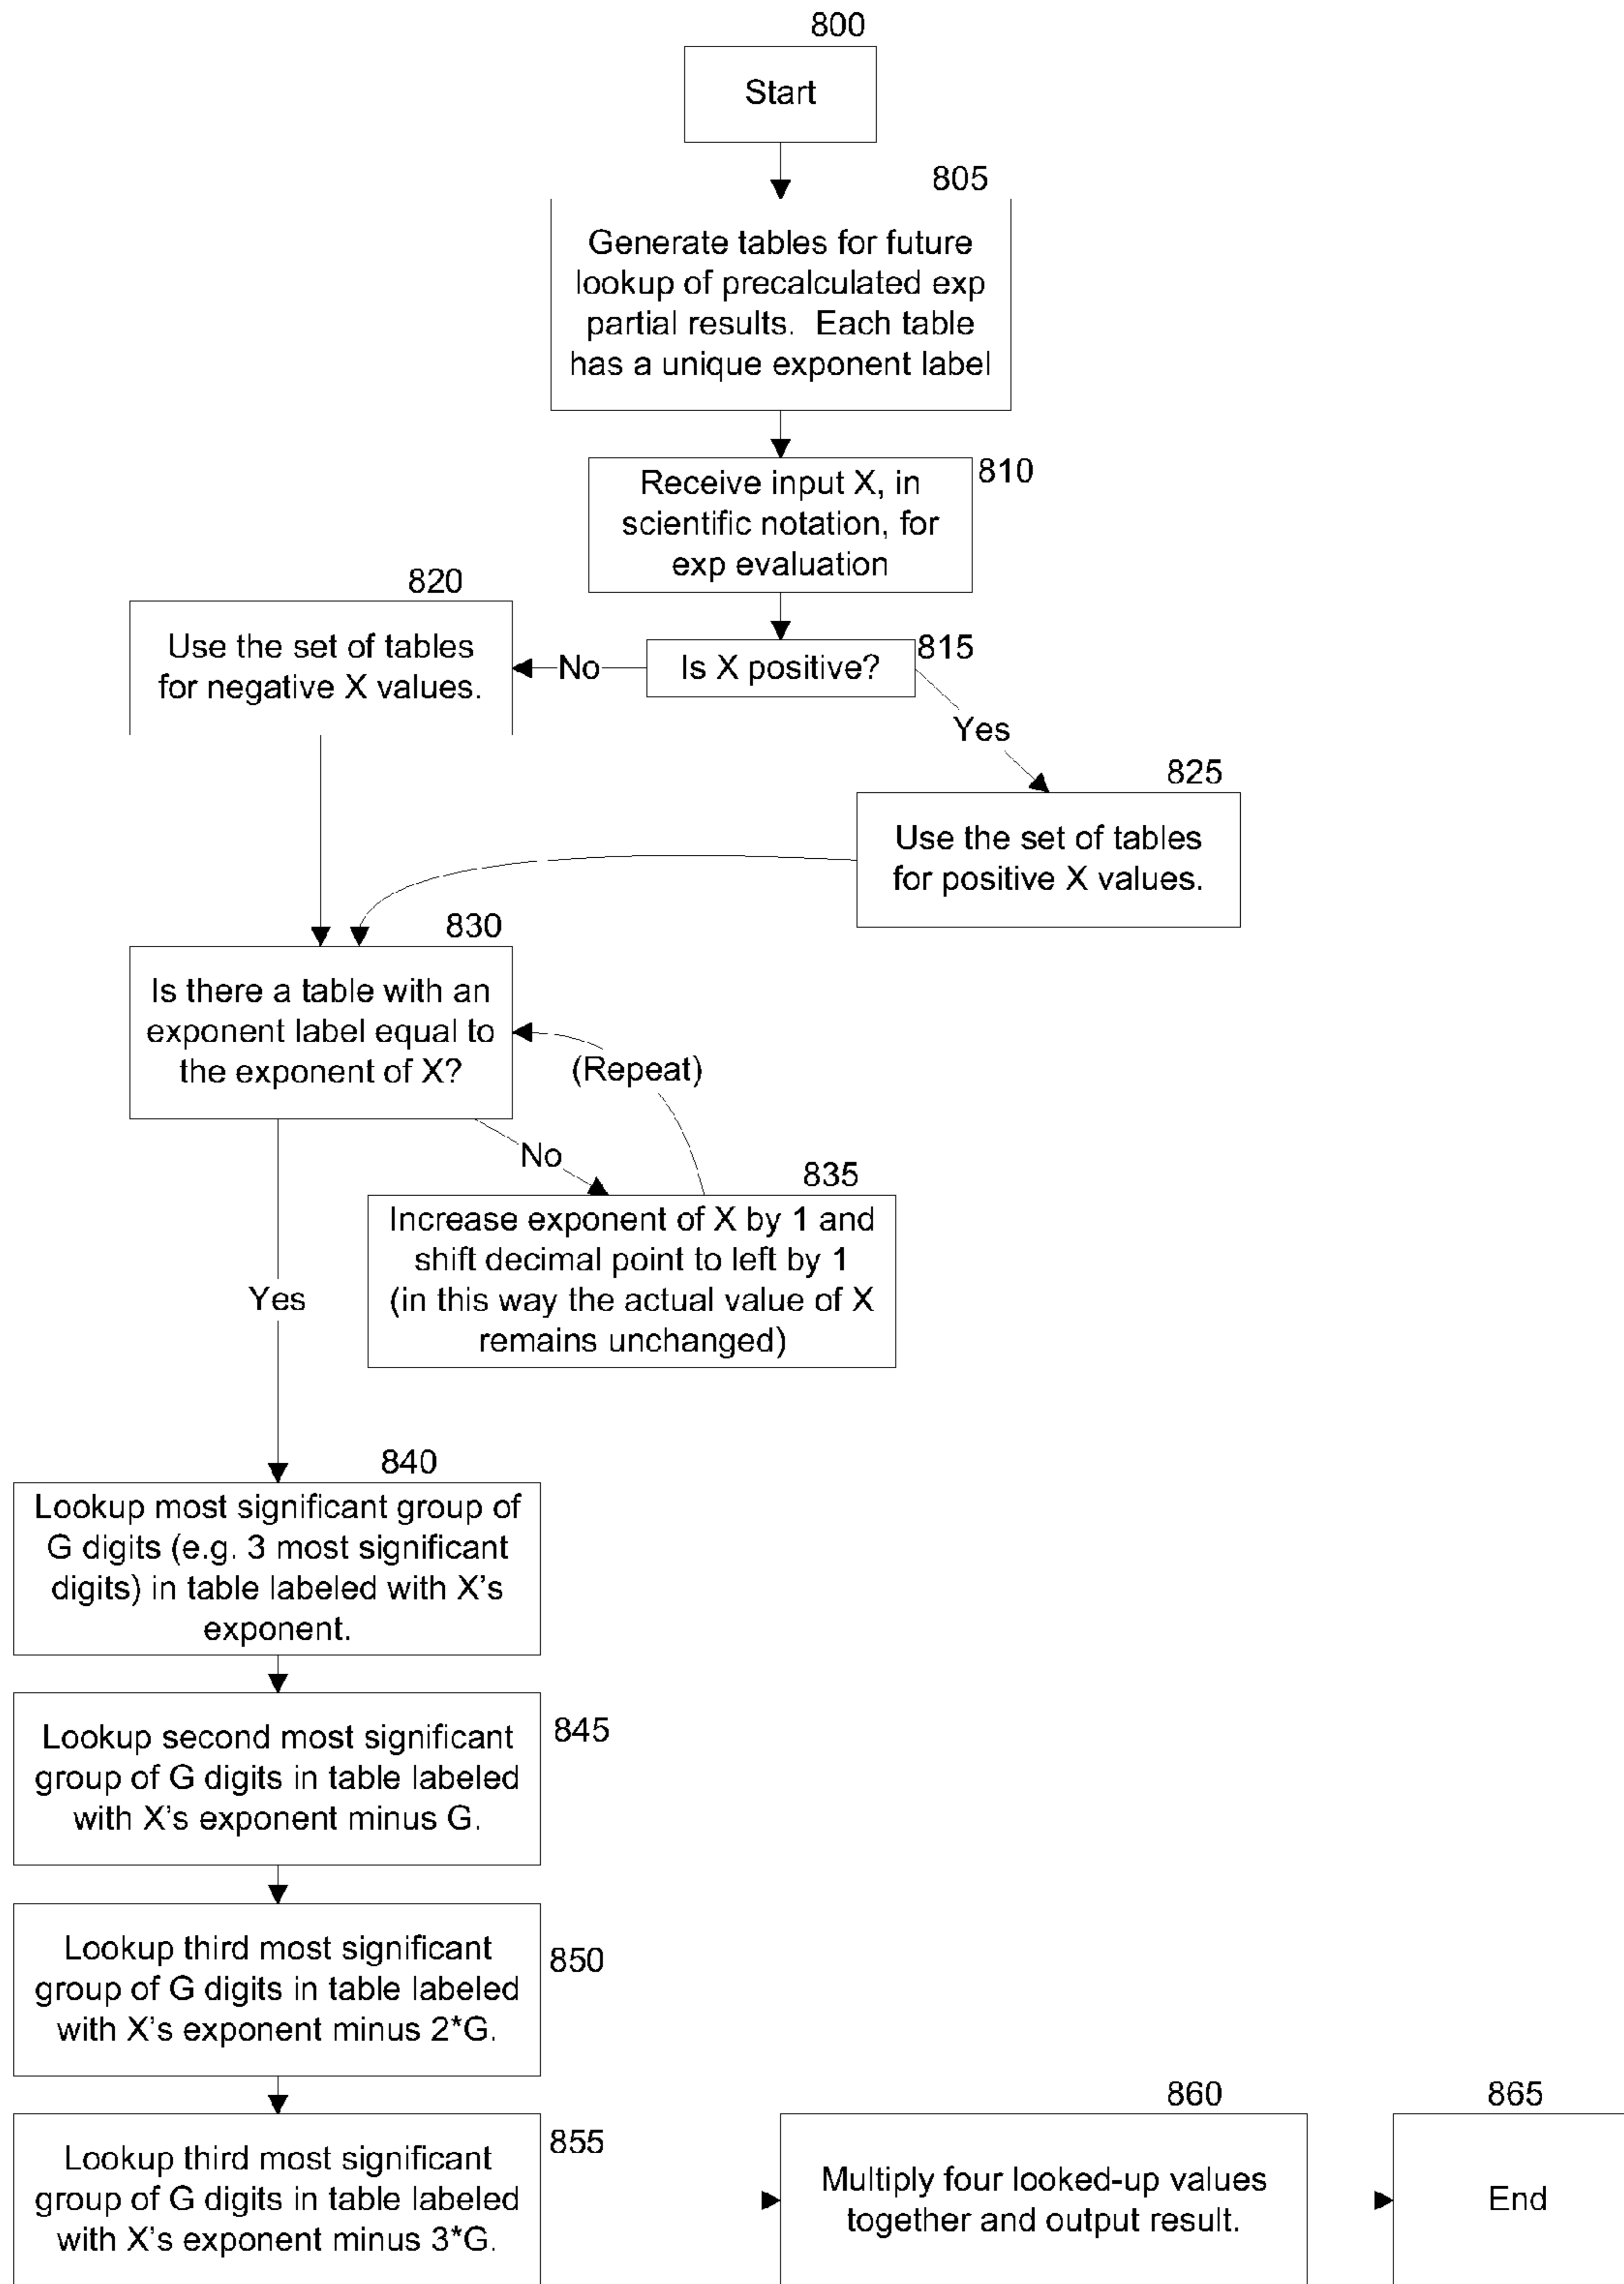 800
Start
805
Generate tables for future
lookup of precalculated exp
partial results.  Each table
has a unique exponent label
810
Receive input X, in
scientific notation, for
exp evaluation
820
Use the set of tables
for negative X values.
No
Is X positive?
815
Yes
825
Use the set of tables
for positive X values.
830
Is there a table with an
exponent label equal to
the exponent of X?
(Repeat)
No
835
Increase exponent of X by 1 and
shift decimal point to left by 1
(in this way the actual value of X
remains unchanged)
Yes
840
Lookup most significant group of
G digits (e.g. 3 most significant
digits) in table labeled with X's
exponent.
845
Lookup second most significant
group of G digits in table labeled
with X's exponent minus G.
850
Lookup third most significant
group of G digits in table labeled
with X's exponent minus 2*G.
855
Lookup third most significant
group of G digits in table labeled
with X's exponent minus 3*G.
860
Multiply four looked-up values
together and output result.
865
End